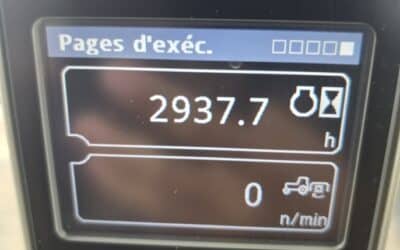 Pages d'exéc.
2937.7
h
0
n/min